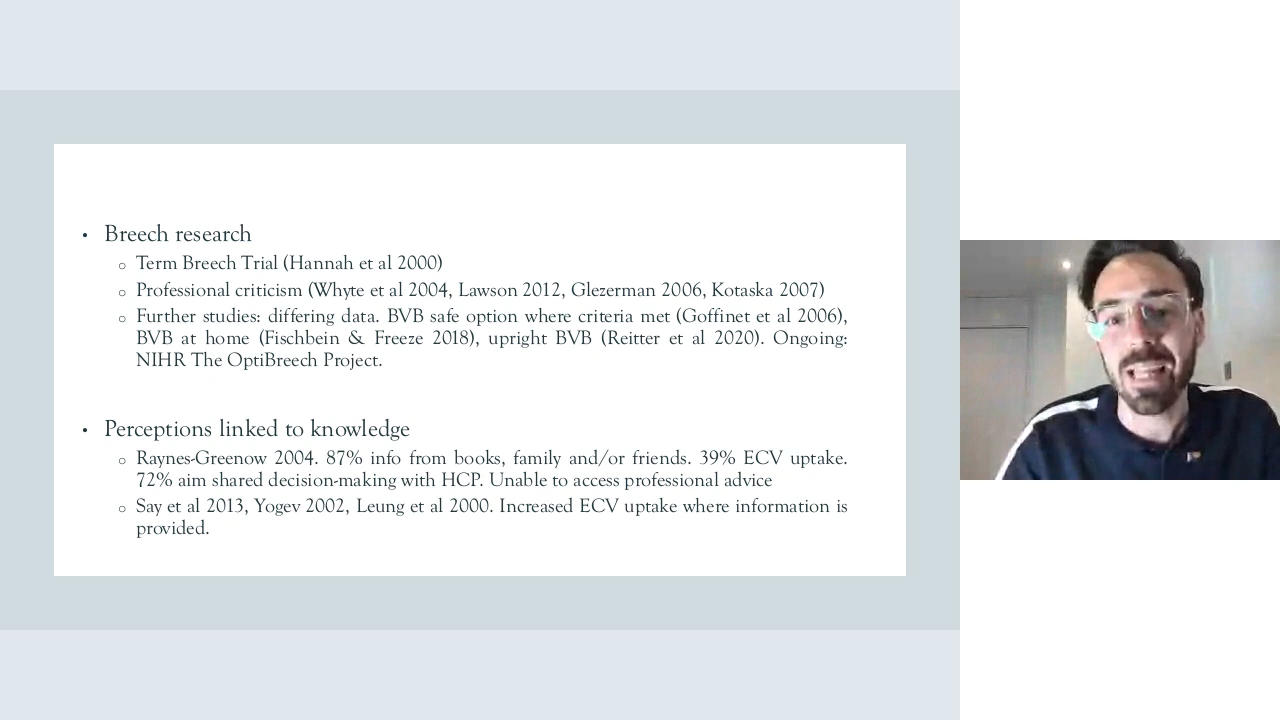 • Breech research
o Term Breech Trial (Hannah et al 2000)
o Professional criticism (Whyte et al 2004, Lawson 2012, Glezerman 2006, Kotaska 2007)
o Further studies: differing data. BVB safe option where criteria met (Goffinet et al 2006),
BVB at home (Fischbein & Freeze 2018), upright BVB (Reitter et al 2020). Ongoing:
NIHR The OptiBreech Project.
• Perceptions linked to knowledge
o Raynes-Greenow 2004. 87% info from books, family and/or friends. 39% ECV uptake.
72% aim shared decision-making with HCP. Unable to access professional advice
o Say et al 2013, Yogev 2002, Leung et al 2000. Increased ECV uptake where information is
provided.